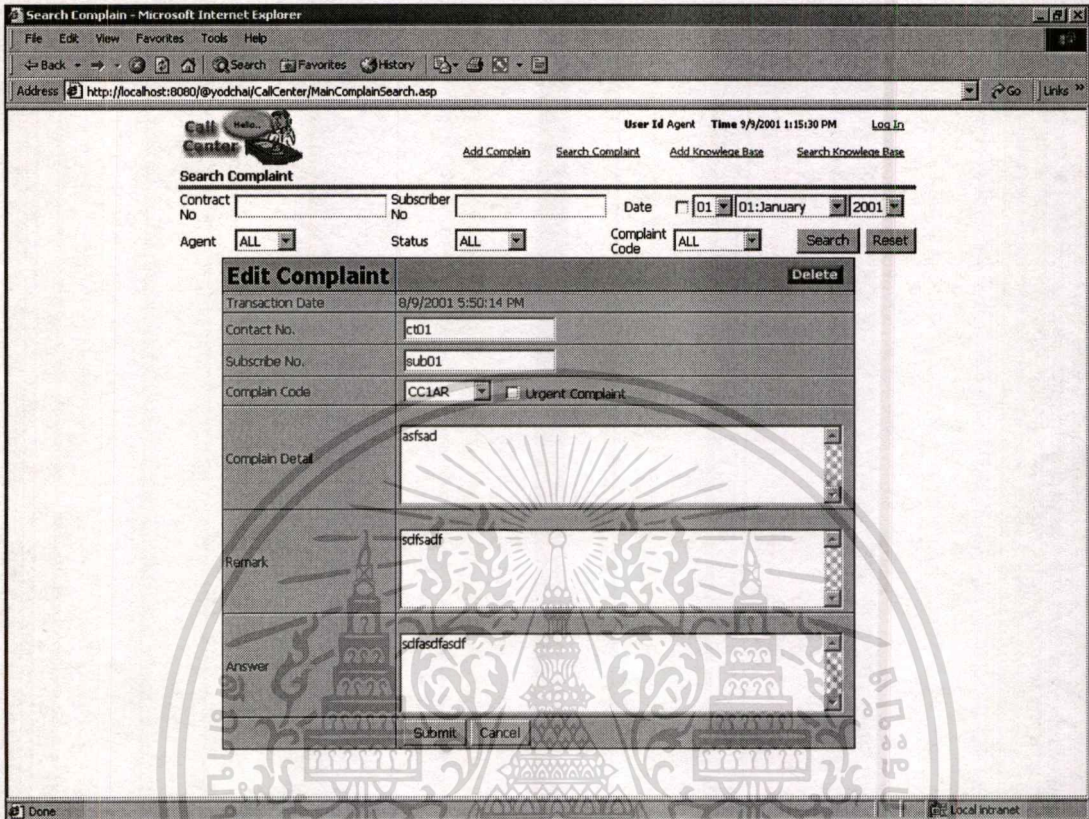 Search Complain - Microsoft Internet Explorer
File Edit View Favorites Tools Help
Back Search Favorites History
Address http://localhost:8080/@yodchai/CallCenter/MainComplainSearch.asp Go Links »
Call Center Hello.. User Id Agent Time 9/9/2001 1:15:30 PM Log In
Add Complain Search Complaint Add Knowlege Base Search Knowlege Base
Search Complaint
Contract No Subscriber No Date 01 01:January 2001
Agent ALL Status ALL Complaint Code ALL Search Reset
Edit Complaint Delete
Transaction Date 8/9/2001 5:50:14 PM
Contact No. ct01
Subscribe No. sub01
Complain Code CC1AR Urgent Complaint
Complain Detail asfsad
Remark sdfsadf
Answer sdfasdfasdf
Submit Cancel
Done Local intranet